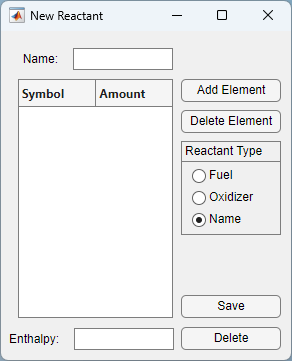 New Reactant
Name:
Symbol Amount
Add Element
Delete Element
Reactant Type
Fuel
Oxidizer
Name
Save
Enthalpy:
Delete